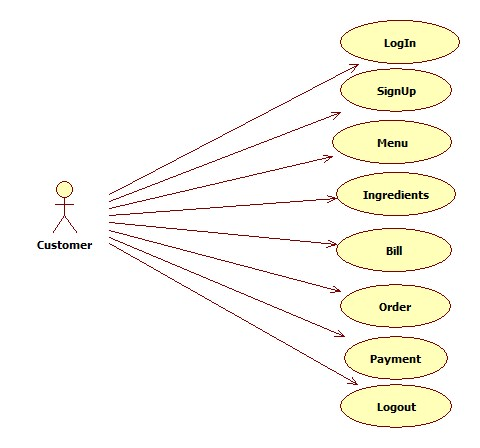 LogIn
SignUp
Menu
Ingredients
Customer
Bill
Order
Payment
Logout